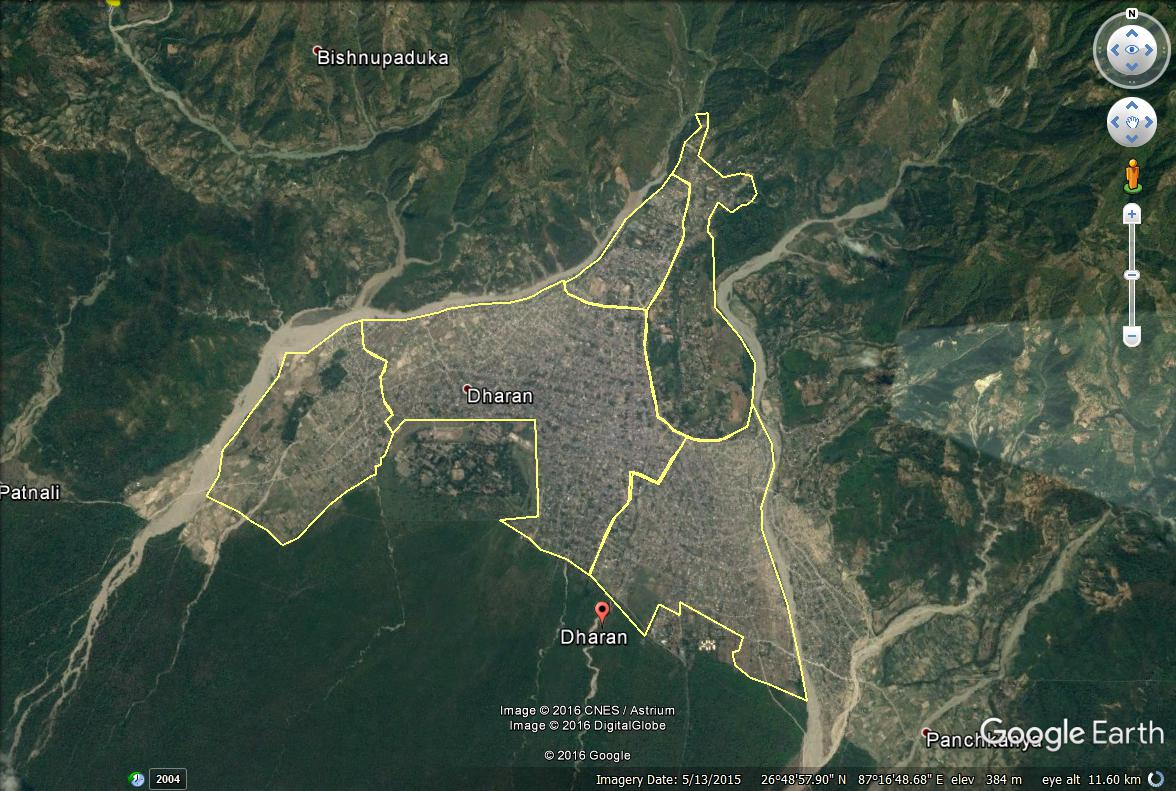 N
Bishnupaduka
Dharan
Patnali
Dharan
Image © 2016 CNES / Astrium
Image © 2016 DigitalGlobe
© 2016 Google
Panchkanya
Google Earth
2004
Imagery Date: 5/13/2015 26°48'57.90" N 87°16'48.68" E elev 384 m eye alt 11.60 km